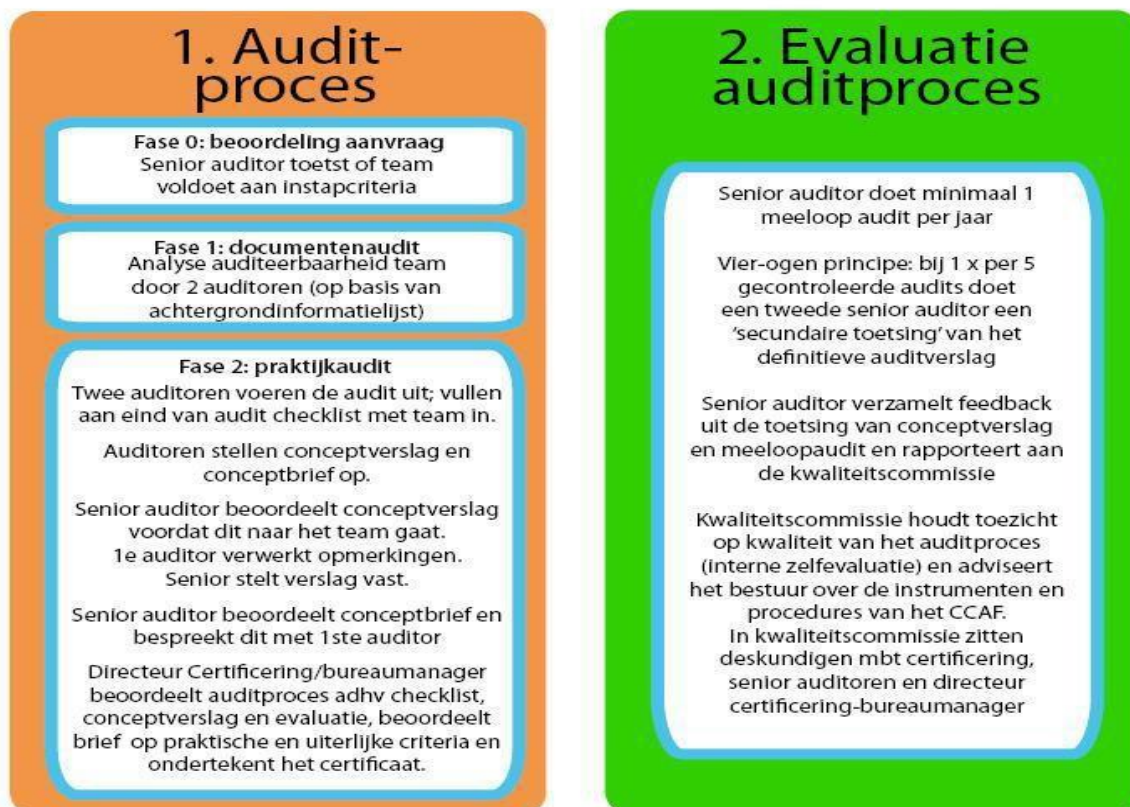 1. Audit-
proces
Fase 0: beoordeling aanvraag
Senior auditor toetst of team
voldoet aan instapcriteria
Fase 1: documentenaudit
Analyse auditeerbaarheid team
door 2 auditoren (op basis van
achtergrondinformatielijst)
Fase 2: praktijkaudit
Twee auditoren voeren de audit uit; vullen
aan eind van audit checklist met team in.
Auditoren stellen conceptverslag en
conceptbrief op.
Senior auditor beoordeelt conceptverslag
voordat dit naar het team gaat.
1e auditor verwerkt opmerkingen.
Senior stelt verslag vast.
Senior auditor beoordeelt conceptbrief en
bespreekt dit met 1ste auditor
Directeur Certificering/bureaumanager
beoordeelt auditproces adhv checklist,
conceptverslag en evaluatie, beoordeelt
brief op praktische en uiterlijke criteria en
ondertekent het certificaat.
2. Evaluatie
auditproces
Senior auditor doet minimaal 1
meeloop audit per jaar
Vier-ogen principe: bij 1 x per 5
gecontroleerde audits doet
een tweede senior auditor een
‘secundaire toetsing’ van het
definitieve auditverslag
Senior auditor verzamelt feedback
uit de toetsing van conceptverslag
en meeloopaudit en rapporteert aan
de kwaliteitscommissie
Kwaliteitscommissie houdt toezicht
op kwaliteit van het auditproces
(interne zelfevaluatie) en adviseert
het bestuur over de instrumenten en
procedures van het CCAF.
In kwaliteitscommissie zitten
deskundigen mbt certificering,
senior auditoren en directeur
certificering-bureaumanager